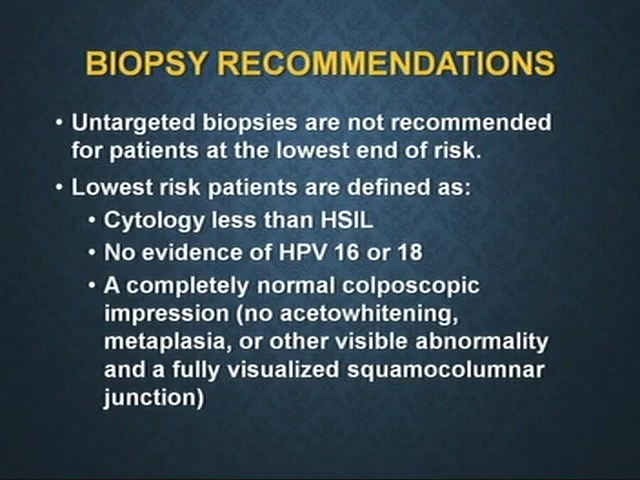 BIOPSY RECOMMENDATIONS
• Untargeted biopsies are not recommended
for patients at the lowest end of risk.
• Lowest risk patients are defined as:
• Cytology less than HSIL
• No evidence of HPV 16 or 18
• A completely normal colposcopic
impression (no acetowhitening,
metaplasia, or other visible abnormality
and a fully visualized squamocolumnar
junction)